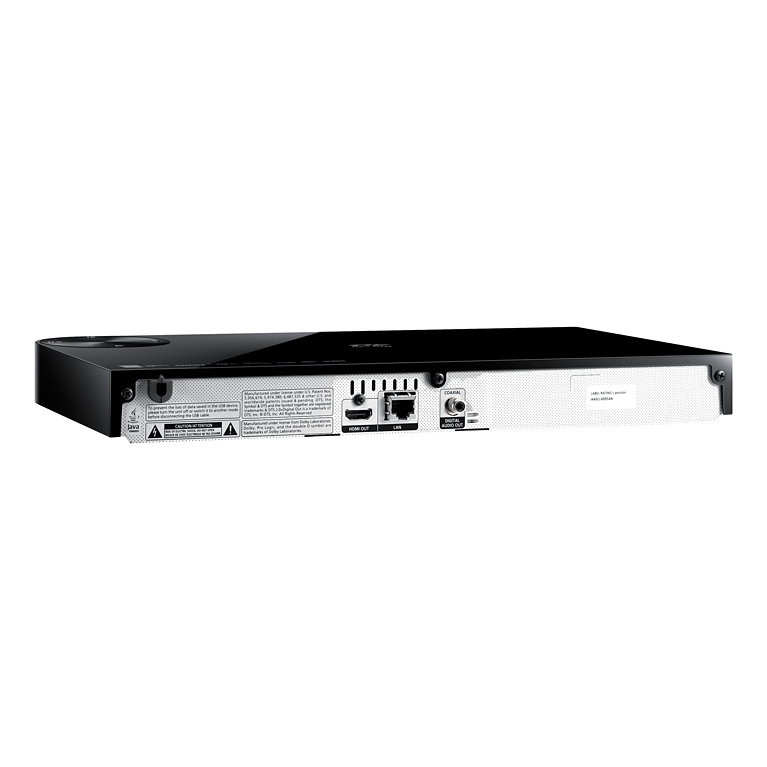 To prevent the loss of data saved in the USB device,
please turn the unit off or switch it to another mode
before disconnecting the USB cable.
Java
CAUTION/ATTENTION
RISK OF ELECTRIC SHOCK, DO NOT OPEN
RISQUE DE CHOC ELECTRIQUE NE PAS OUVRIR
Manufactured under license under U.S. Patent Nos:
5,956,674; 5,974,380; 6,487,535 & other U.S. and
worldwide patents issued & pending. DTS, the
Symbol & DTS and the Symbol together are registered
trademarks & DTS 2.0+Digital Out is a trademark of
DTS, Inc. © DTS, Inc. All Rights Reserved.
Manufactured under license from Dolby Laboratories.
Dolby, Pro Logic, and the double-D symbol are
trademarks of Dolby Laboratories.
HDMI OUT
LAN
COAXIAL
DIGITAL
AUDIO OUT
LABEL-RATING's position